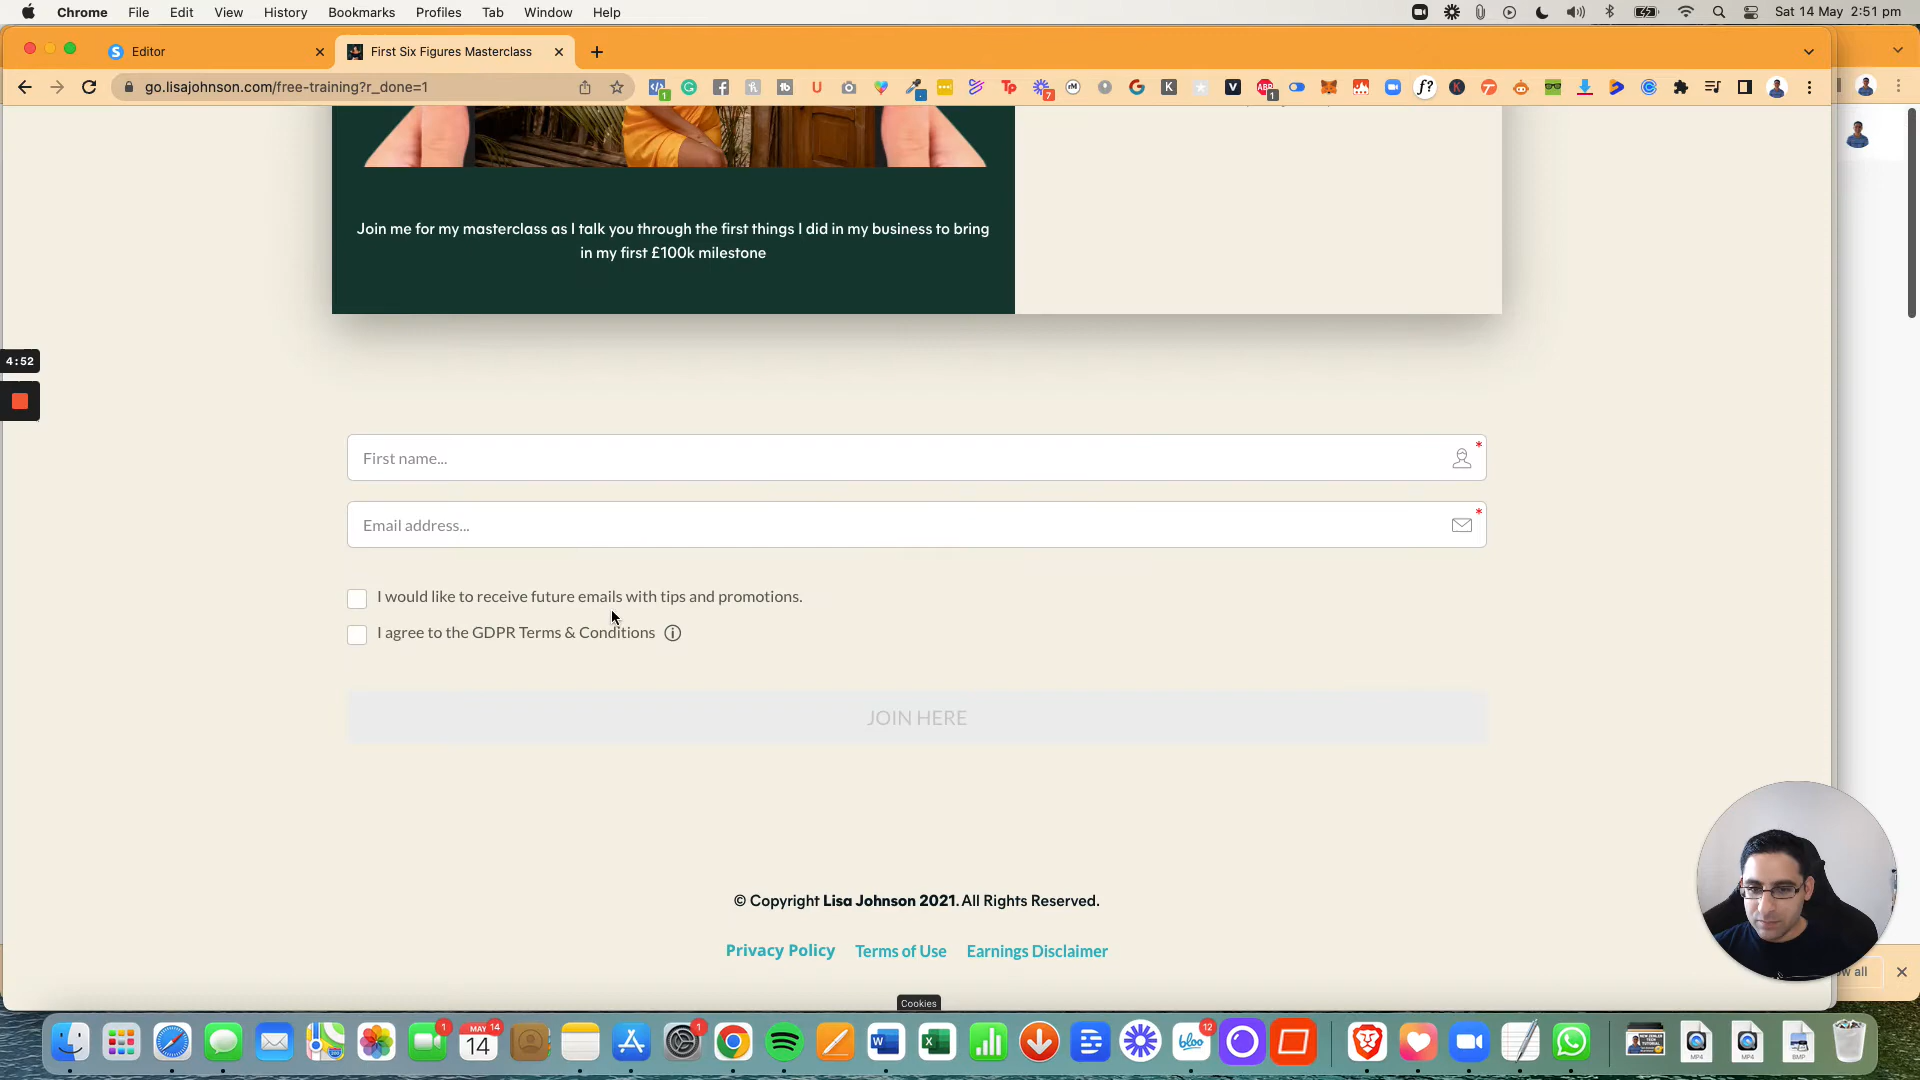 Chrome File Edit View History Bookmarks Profiles Tab Window Help Sat 14 May 2:51 pm
Editor First Six Figures Masterclass
go.lisajohnson.com/free-training?r_done=1
Join me for my masterclass as I talk you through the first things I did in my business to bring
in my first £100k milestone
4:52
First name... *
Email address... *
I would like to receive future emails with tips and promotions.
I agree to the GDPR Terms & Conditions
JOIN HERE
© Copyright Lisa Johnson 2021. All Rights Reserved.
Privacy Policy Terms of Use Earnings Disclaimer
all
Cookies
MAY
14
bloo